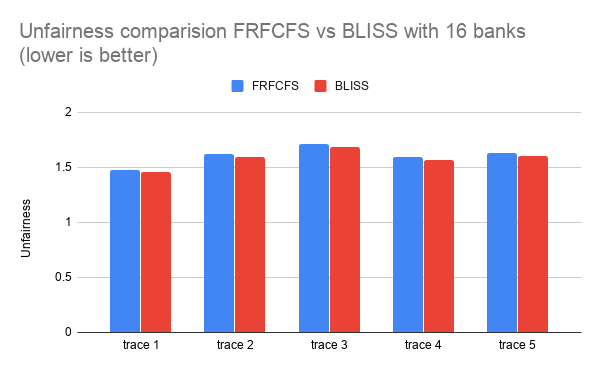 Unfairness comparision FRFCFS vs BLISS with 16 banks
(lower is better)
FRFCFS BLISS
2
1.5
1
0.5
0
Unfairness
trace 1 trace 2 trace 3 trace 4 trace 5